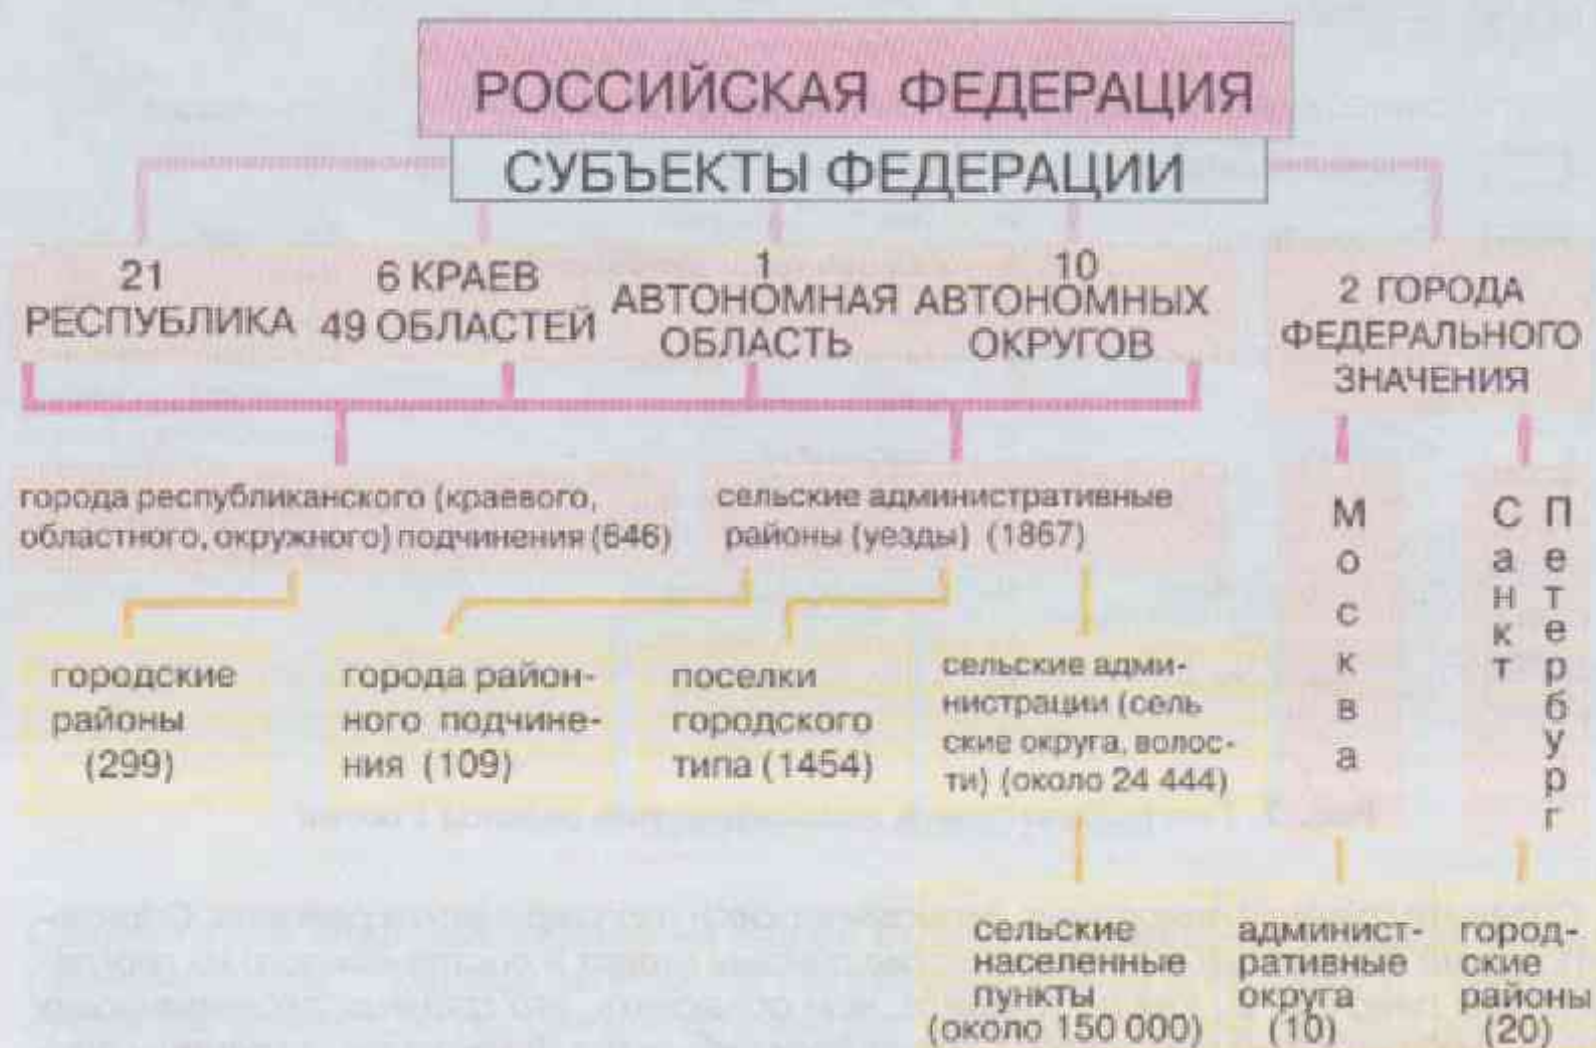 РОССИЙСКАЯ ФЕДЕРАЦИЯ
СУБЪЕКТЫ ФЕДЕРАЦИИ
21
РЕСПУБЛИКА
6 КРАЕВ
49 ОБЛАСТЕЙ
1
АВТОНОМНАЯ
ОБЛАСТЬ
10
АВТОНОМНЫХ
ОКРУГОВ
2 ГОРОДА
ФЕДЕРАЛЬНОГО
ЗНАЧЕНИЯ
города республиканского (краевого,
областного, окружного) подчинения (646)
сельские административные
районы (уезды) (1867)
Москва
Санкт
Петербург
городские
районы
(299)
города район-
ного подчине-
ния (109)
поселки
городского
типа (1454)
сельские адми-
нистрации (сель
ские округа, волос-
ти) (около 24 444)
сельские
населенные
пункты
(около 150 000)
админист-
ративные
округа
(10)
город-
ские
районы
(20)